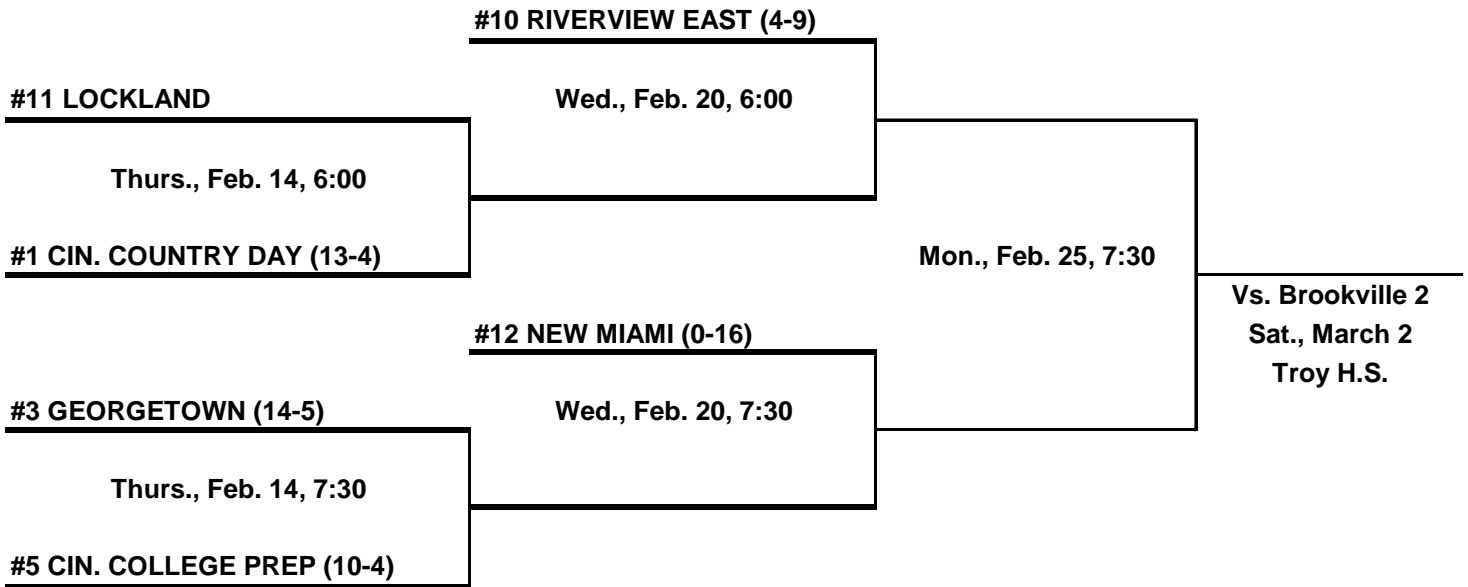 #10 RIVERVIEW EAST (4-9)
#11 LOCKLAND
Wed., Feb. 20, 6:00
Thurs., Feb. 14, 6:00
#1 CIN. COUNTRY DAY (13-4)
Mon., Feb. 25, 7:30
Vs. Brookville 2
Sat., March 2
Troy H.S.
#12 NEW MIAMI (0-16)
#3 GEORGETOWN (14-5)
Wed., Feb. 20, 7:30
Thurs., Feb. 14, 7:30
#5 CIN. COLLEGE PREP (10-4)